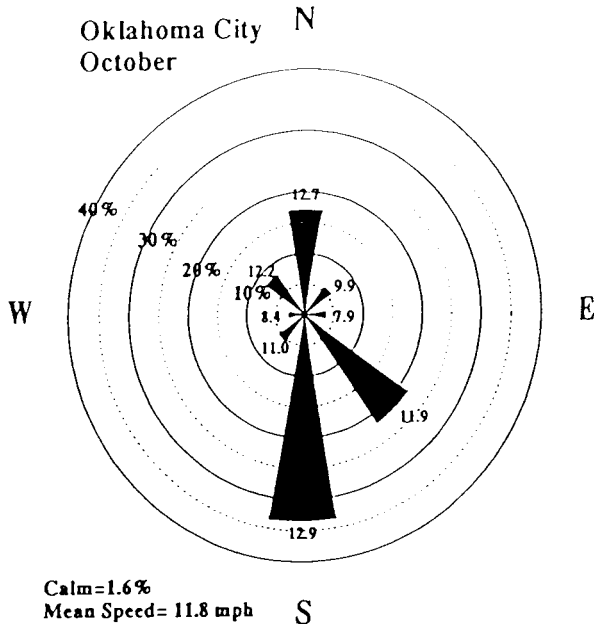 Oklahoma City
October
N
12.7
40%
30%
20%
12.2
10%
9.9
W
8.4
7.9
E
11.0
11.9
12.9
Calm=1.6%
Mean Speed= 11.8 mph
S